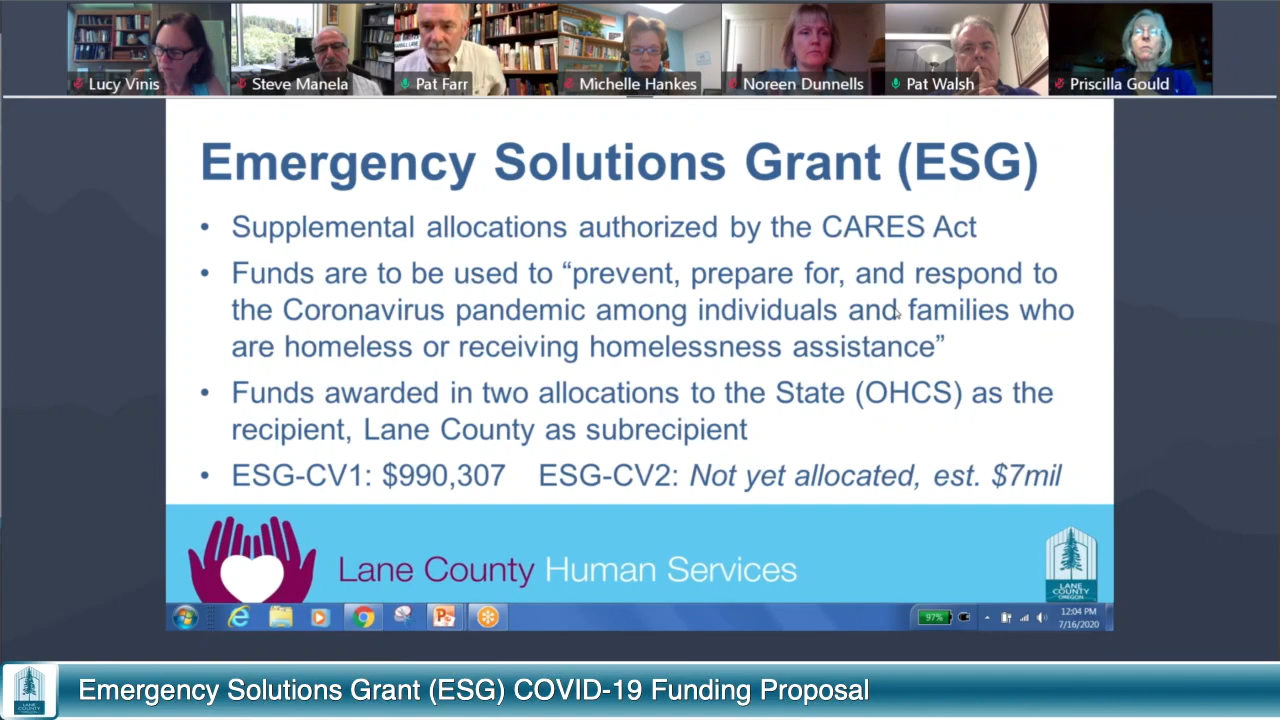 Lucy Vinis
Steve Manela
Pat Farr
Michelle Hankes
Noreen Dunnells
Pat Walsh
Priscilla Gould
Emergency Solutions Grant (ESG)
• Supplemental allocations authorized by the CARES Act
• Funds are to be used to “prevent, prepare for, and respond to
the Coronavirus pandemic among individuals and families who
are homeless or receiving homelessness assistance”
• Funds awarded in two allocations to the State (OHCS) as the
recipient, Lane County as subrecipient
• ESG-CV1: $990,307 ESG-CV2: Not yet allocated, est. $7mil
Lane County Human Services
LANE
COUNTY
OREGON
97%
12:04 PM
7/16/2020
LANE
COUNTY
Emergency Solutions Grant (ESG) COVID-19 Funding Proposal